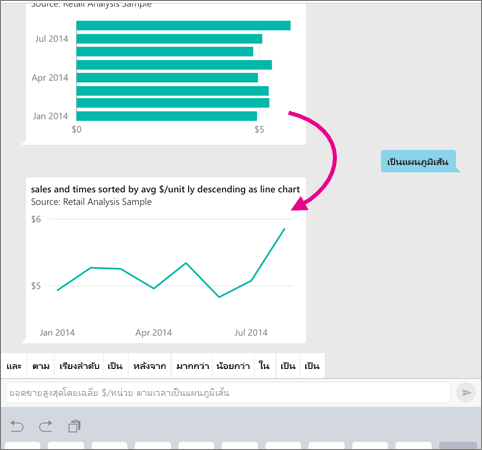 Source: Retail Analysis Sample
Jul 2014
Apr 2014
Jan 2014
$0
$5
เป็นแผนภูมิเส้น
sales and times sorted by avg $/unit ly descending as line chart
Source: Retail Analysis Sample
$6
$5
Jan 2014
Apr 2014
Jul 2014
และ
ตาม
เรียงลำดับ
เป็น
หลังจาก
มากกว่า
น้อยกว่า
ใน
เป็น
เป็น
ยอดขายสูงสุดโดยเฉลี่ย $/หน่วย ตามเวลาเป็นแผนภูมิเส้น